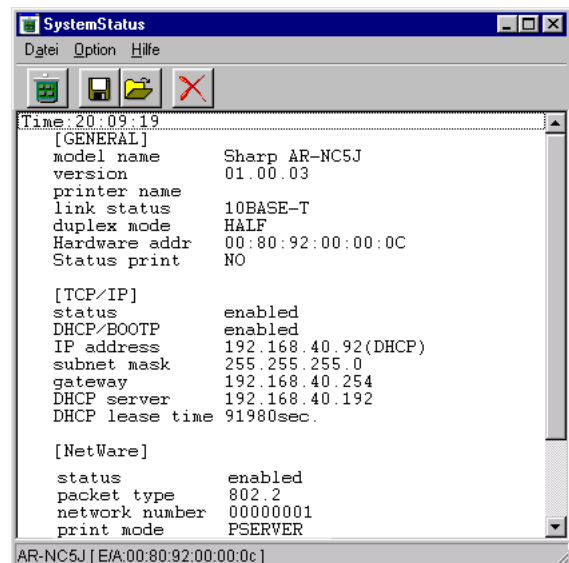 SystemStatus
Datei Option Hilfe
Time:20:09:19
[GENERAL]
model name Sharp AR-NC5J
version 01.00.03
printer name
link status 10BASE-T
duplex mode HALF
Hardware addr 00:80:92:00:00:0C
Status print NO
[TCP/IP]
status enabled
DHCP/BOOTP enabled
IP address 192.168.40.92(DHCP)
subnet mask 255.255.255.0
gateway 192.168.40.254
DHCP server 192.168.40.192
DHCP lease time 91980sec.
[NetWare]
status enabled
packet type 802.2
network number 00000001
print mode PSERVER
AR-NC5J [ E/A:00:80:92:00:00:0c ]